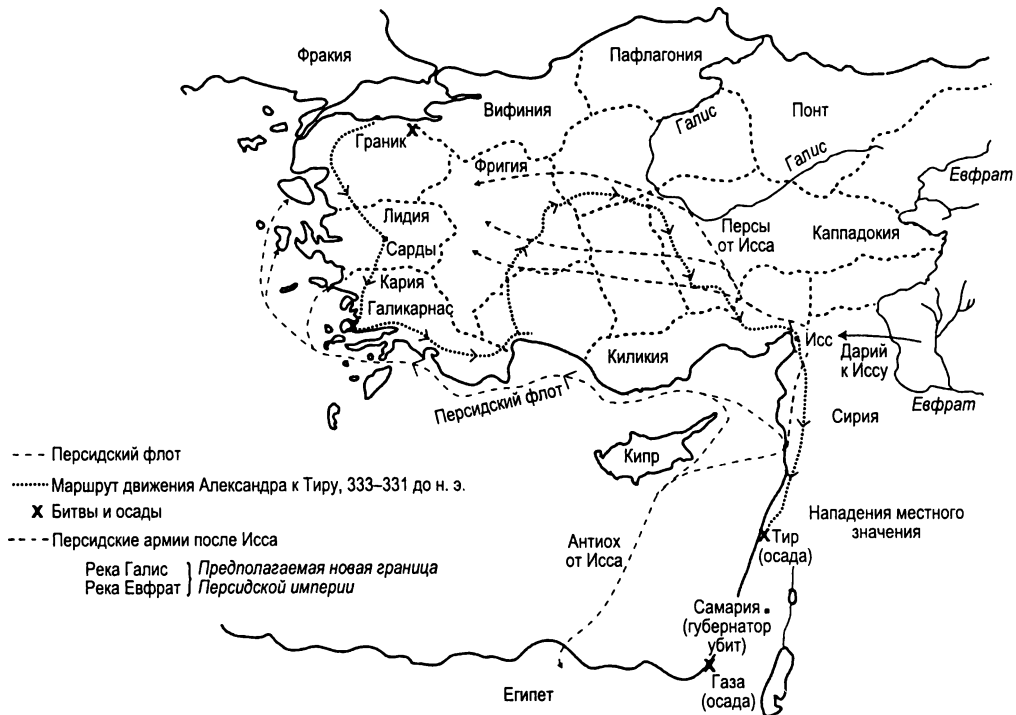 Фракия
Пафлагония
Вифиния
Галис
Понт
Граник
Фригия
Галис
Евфрат
Лидия
Персы
от Исса
Каппадокия
Сарды
Кария
Галикарнас
Исс
Дарий
к Иссу
Киликия
Евфрат
Персидский флот
Сирия
Кипр
--- Персидский флот
Маршрут движения Александра к Тиру, 333–331 до н. э.
X Битвы и осады
Персидские армии после Исса
Река Галис
Река Евфрат
Предполагаемая новая граница
Персидской империи
Нападения местного
значения
Антиох
от Исса
Тир
(осада)
Самария
(губернатор
убит)
Газа
(осада)
Египет